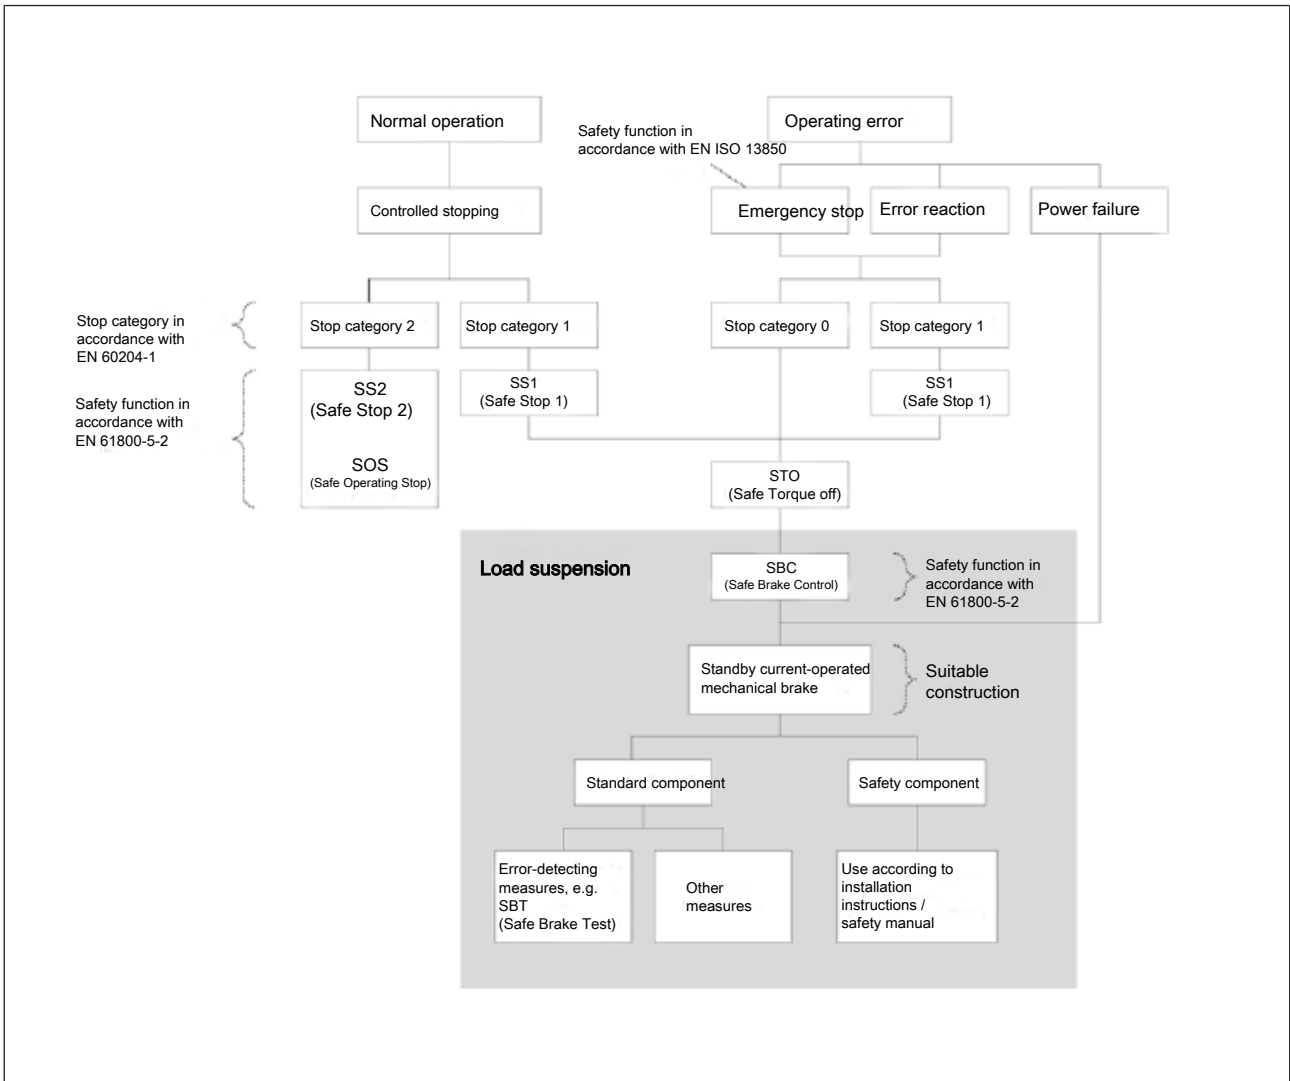 Normal operation
Operating error
Safety function in
accordance with EN ISO 13850
Controlled stopping
Emergency stop
Error reaction
Power failure
Stop category in
accordance with
EN 60204-1
Stop category 2
Stop category 1
Stop category 0
Stop category 1
Safety function in
accordance with
EN 61800-5-2
SS2
(Safe Stop 2)
SOS
(Safe Operating Stop)
SS1
(Safe Stop 1)
SS1
(Safe Stop 1)
STO
(Safe Torque off)
Load suspension
SBC
(Safe Brake Control)
Safety function in
accordance with
EN 61800-5-2
Standby current-operated
mechanical brake
Suitable
construction
Standard component
Safety component
Error-detecting
measures, e.g.
SBT
(Safe Brake Test)
Other
measures
Use according to
installation
instructions /
safety manual